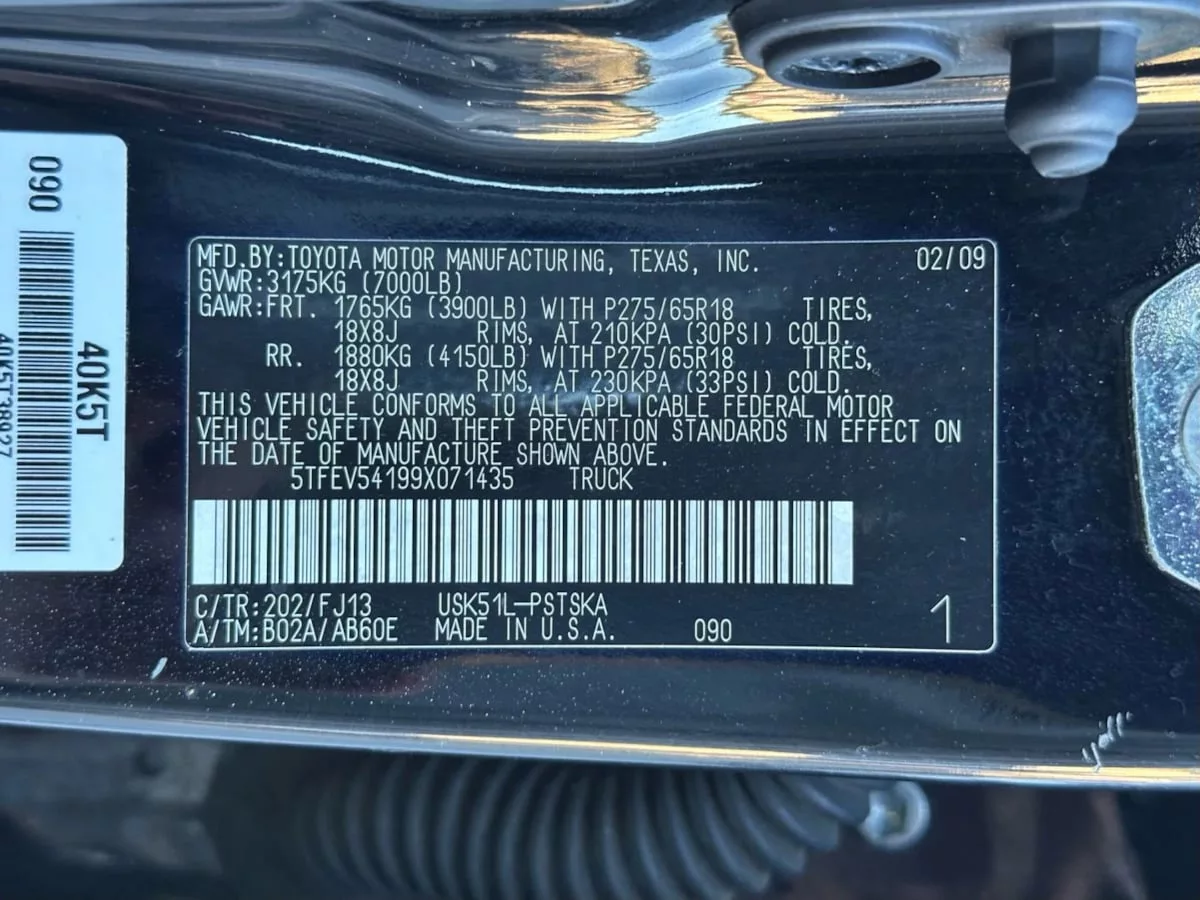 090
40K5T
40K5T38927
MFD.BY:TOYOTA MOTOR MANUFACTURING, TEXAS, INC. 02/09
GVWR:3175KG (7000LB)
GAWR:FRT. 1765KG (3900LB) WITH P275/65R18 TIRES,
18X8J RIMS, AT 210KPA (30PSI) COLD.
RR. 1880KG (4150LB) WITH P275/65R18 TIRES,
18X8J RIMS, AT 230KPA (33PSI) COLD.
THIS VEHICLE CONFORMS TO ALL APPLICABLE FEDERAL MOTOR
VEHICLE SAFETY AND THEFT PREVENTION STANDARDS IN EFFECT ON
THE DATE OF MANUFACTURE SHOWN ABOVE.
5TFEV54199X071435 TRUCK
C/TR:202/FJ13 USK51L-PSTSKA
A/TM:B02A/AB60E MADE IN U.S.A. 090 1